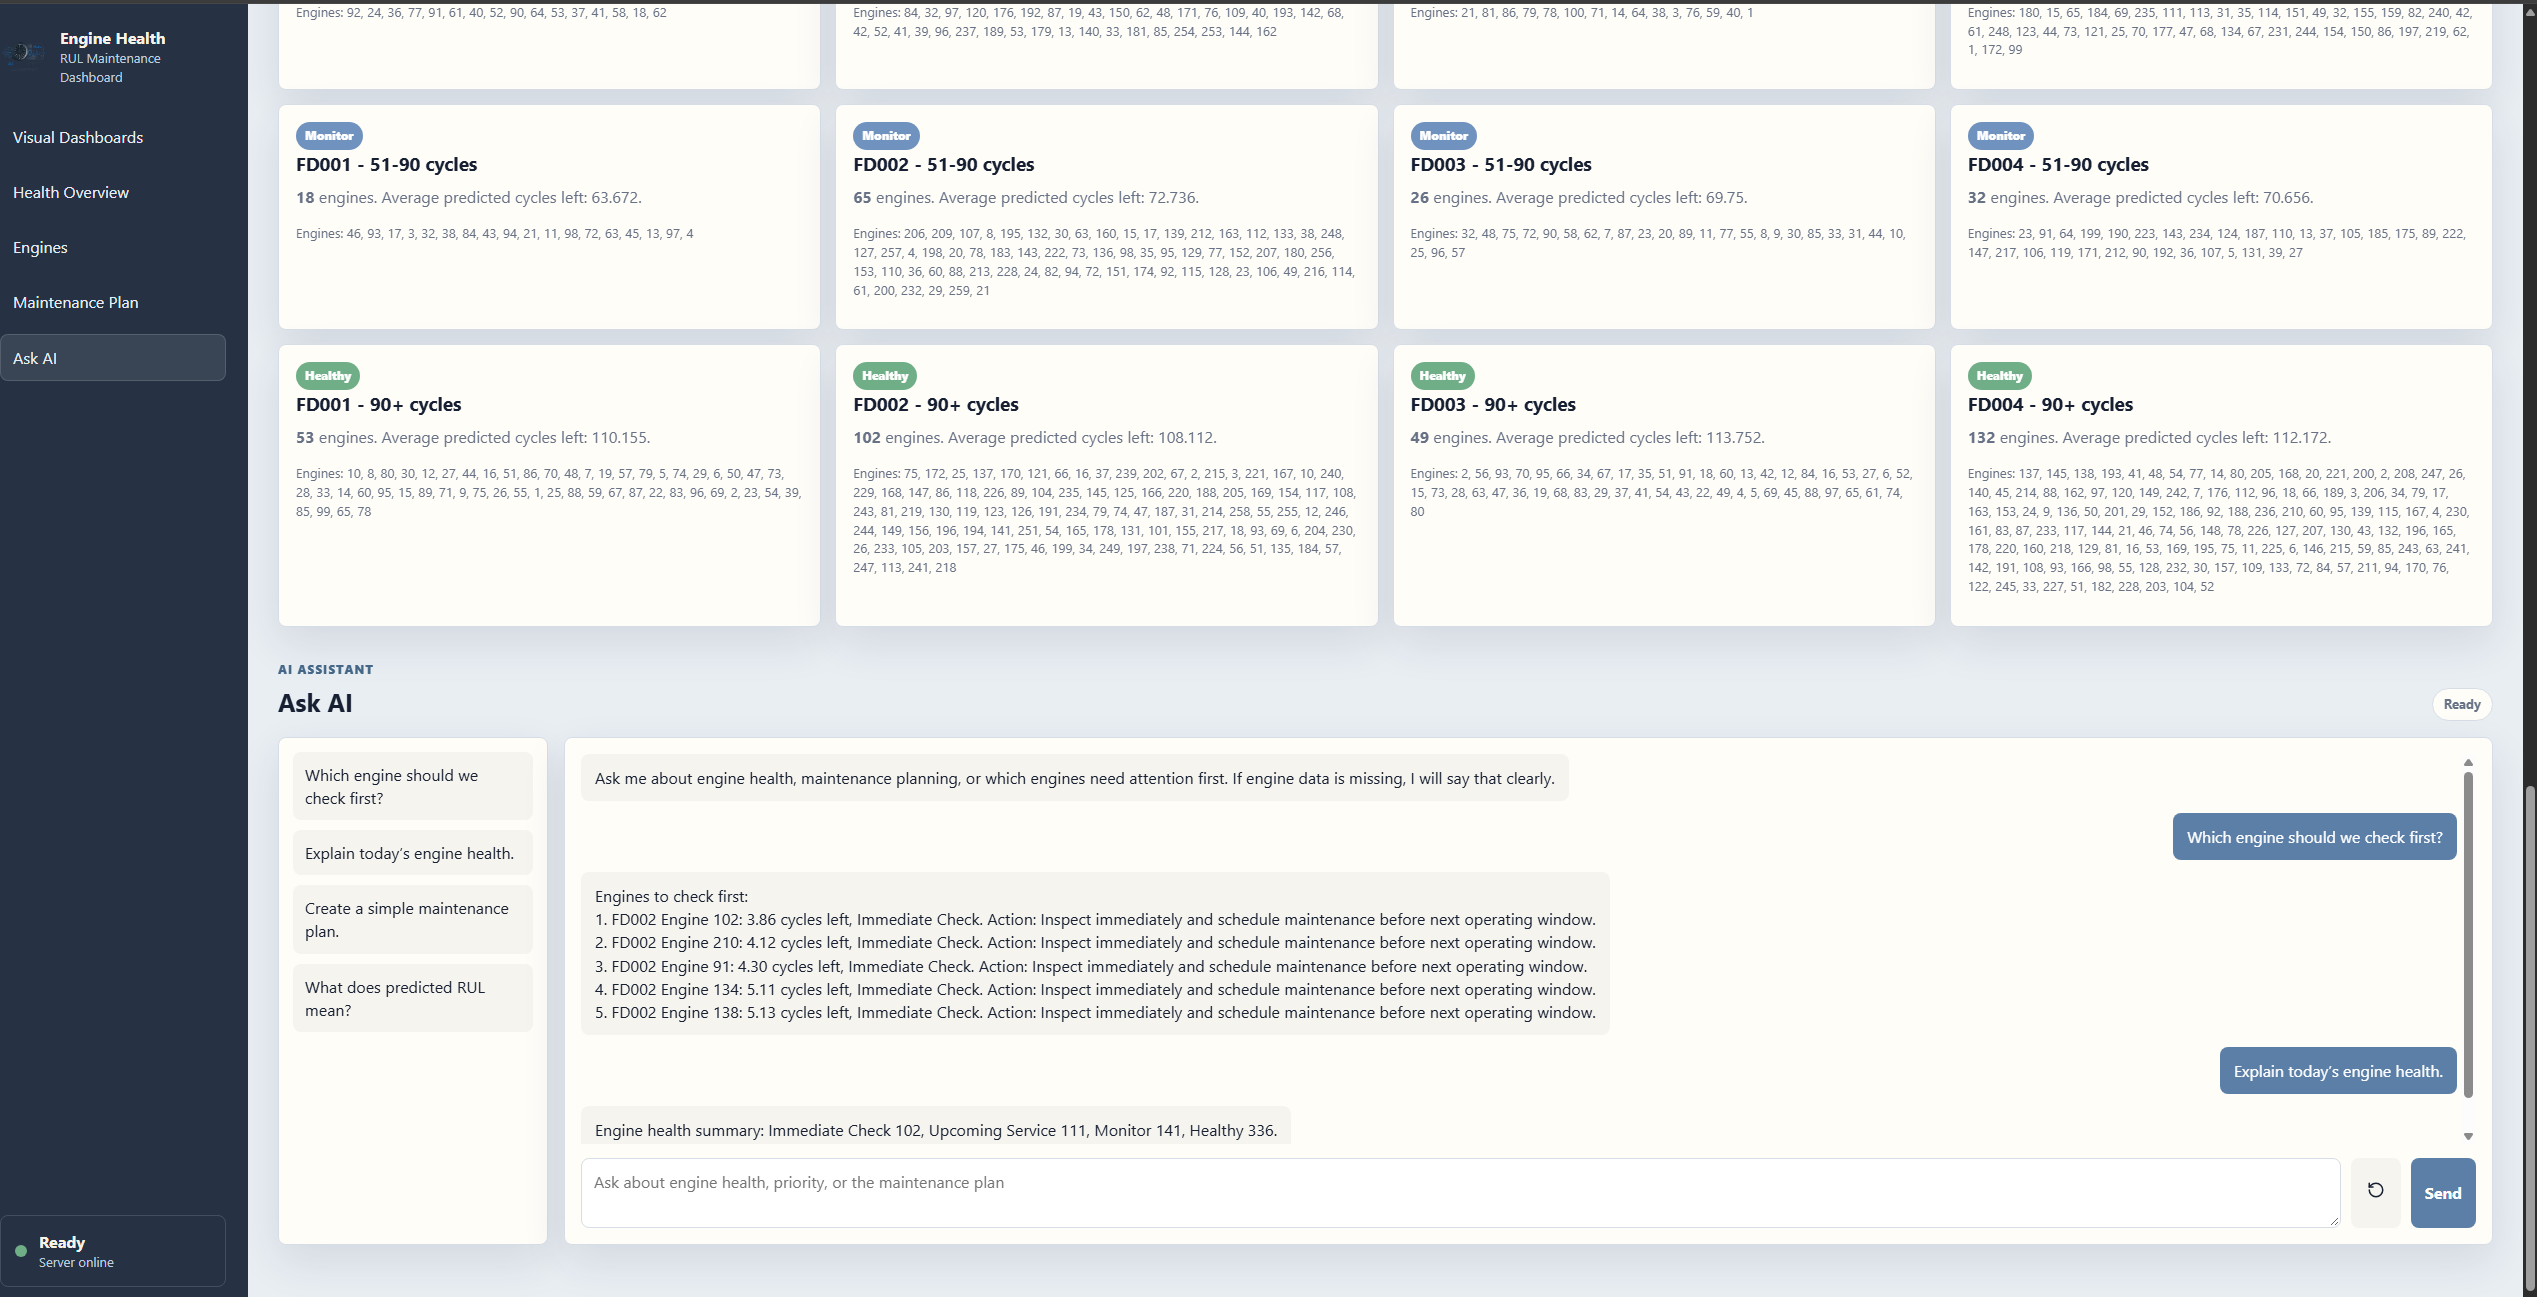 Engine Health
RUL Maintenance
Dashboard
Visual Dashboards
Health Overview
Engines
Maintenance Plan
Ask AI
Ready
Server online
Engines: 92, 24, 36, 77, 91, 61, 40, 52, 90, 64, 53, 37, 41, 58, 18, 62
Engines: 84, 32, 97, 120, 176, 192, 87, 19, 43, 150, 62, 48, 171, 76, 109, 40, 193, 142, 68,
42, 52, 41, 39, 96, 237, 189, 53, 179, 13, 140, 33, 181, 85, 254, 253, 144, 162
Engines: 21, 81, 86, 79, 78, 100, 71, 14, 64, 38, 3, 76, 59, 40, 1
Engines: 180, 15, 65, 184, 69, 235, 111, 113, 31, 35, 114, 151, 49, 32, 155, 159, 82, 240, 42,
61, 248, 123, 44, 73, 121, 25, 70, 177, 47, 68, 134, 67, 231, 244, 154, 150, 86, 197, 219, 62,
1, 172, 99
Monitor
FD001 - 51-90 cycles
18 engines. Average predicted cycles left: 63.672.
Engines: 46, 93, 17, 3, 32, 38, 84, 43, 94, 21, 11, 98, 72, 63, 45, 13, 97, 4
Monitor
FD002 - 51-90 cycles
65 engines. Average predicted cycles left: 72.736.
Engines: 206, 209, 107, 8, 195, 132, 30, 63, 160, 15, 17, 139, 212, 163, 112, 133, 38, 248,
127, 257, 4, 198, 20, 78, 183, 143, 222, 73, 136, 98, 35, 95, 129, 77, 152, 207, 180, 256,
153, 110, 36, 60, 88, 213, 228, 24, 82, 94, 72, 151, 174, 92, 115, 128, 23, 106, 49, 216, 114,
61, 200, 232, 29, 259, 21
Monitor
FD003 - 51-90 cycles
26 engines. Average predicted cycles left: 69.75.
Engines: 32, 48, 75, 72, 90, 58, 62, 7, 87, 23, 20, 89, 11, 77, 55, 8, 9, 30, 85, 33, 31, 44, 10,
25, 96, 57
Monitor
FD004 - 51-90 cycles
32 engines. Average predicted cycles left: 70.656.
Engines: 23, 91, 64, 199, 190, 223, 143, 234, 124, 187, 110, 13, 37, 105, 185, 175, 89, 222,
147, 217, 106, 119, 171, 212, 90, 192, 36, 107, 5, 131, 39, 27
Healthy
FD001 - 90+ cycles
53 engines. Average predicted cycles left: 110.155.
Engines: 10, 8, 80, 30, 12, 27, 44, 16, 51, 86, 70, 48, 7, 19, 57, 79, 5, 74, 29, 6, 50, 47, 73,
28, 33, 14, 60, 95, 15, 89, 71, 9, 75, 26, 55, 1, 25, 88, 59, 67, 87, 22, 83, 96, 69, 2, 23, 54, 39,
85, 99, 65, 78
Healthy
FD002 - 90+ cycles
102 engines. Average predicted cycles left: 108.112.
Engines: 75, 172, 25, 137, 170, 121, 66, 16, 37, 239, 202, 67, 2, 215, 3, 221, 167, 10, 240,
229, 168, 147, 86, 118, 226, 89, 104, 235, 145, 125, 166, 220, 188, 205, 169, 154, 117, 108,
243, 81, 219, 130, 119, 123, 126, 191, 234, 79, 74, 47, 187, 31, 214, 258, 55, 255, 12, 246,
244, 149, 156, 196, 194, 141, 251, 54, 165, 178, 131, 101, 155, 217, 18, 93, 69, 6, 204, 230,
26, 233, 105, 203, 157, 27, 175, 46, 199, 34, 249, 197, 238, 71, 224, 56, 51, 135, 184, 57,
247, 113, 241, 218
Healthy
FD003 - 90+ cycles
49 engines. Average predicted cycles left: 113.752.
Engines: 2, 56, 93, 70, 95, 66, 34, 67, 17, 35, 51, 91, 18, 60, 13, 42, 12, 84, 16, 53, 27, 6, 52,
15, 73, 28, 63, 47, 36, 19, 68, 83, 29, 37, 41, 54, 43, 22, 49, 4, 5, 69, 45, 88, 97, 65, 61, 74,
80
Healthy
FD004 - 90+ cycles
132 engines. Average predicted cycles left: 112.172.
Engines: 137, 145, 138, 193, 41, 48, 54, 77, 14, 80, 205, 168, 20, 221, 200, 2, 208, 247, 26,
140, 45, 214, 88, 162, 97, 120, 149, 242, 7, 176, 112, 96, 18, 66, 189, 3, 206, 34, 79, 17,
163, 153, 24, 9, 136, 50, 201, 29, 152, 186, 92, 188, 236, 210, 60, 95, 139, 115, 167, 4, 230,
161, 83, 87, 233, 117, 144, 21, 46, 74, 56, 148, 78, 226, 127, 207, 130, 43, 132, 196, 165,
178, 220, 160, 218, 129, 81, 16, 53, 169, 195, 75, 11, 225, 6, 146, 215, 59, 85, 243, 63, 241,
142, 191, 108, 93, 166, 98, 55, 128, 232, 30, 157, 109, 133, 72, 84, 57, 211, 94, 170, 76,
122, 245, 33, 227, 51, 182, 228, 203, 104, 52
AI ASSISTANT
Ask AI
Ready
Which engine should we
check first?
Explain today's engine health.
Create a simple maintenance
plan.
What does predicted RUL
mean?
Ask me about engine health, maintenance planning, or which engines need attention first. If engine data is missing, I will say that clearly.
Which engine should we check first?
Engines to check first:
1. FD002 Engine 102: 3.86 cycles left, Immediate Check. Action: Inspect immediately and schedule maintenance before next operating window.
2. FD002 Engine 210: 4.12 cycles left, Immediate Check. Action: Inspect immediately and schedule maintenance before next operating window.
3. FD002 Engine 91: 4.30 cycles left, Immediate Check. Action: Inspect immediately and schedule maintenance before next operating window.
4. FD002 Engine 134: 5.11 cycles left, Immediate Check. Action: Inspect immediately and schedule maintenance before next operating window.
5. FD002 Engine 138: 5.13 cycles left, Immediate Check. Action: Inspect immediately and schedule maintenance before next operating window.
Explain today's engine health.
Engine health summary: Immediate Check 102, Upcoming Service 111, Monitor 141, Healthy 336.
Ask about engine health, priority, or the maintenance plan
Send